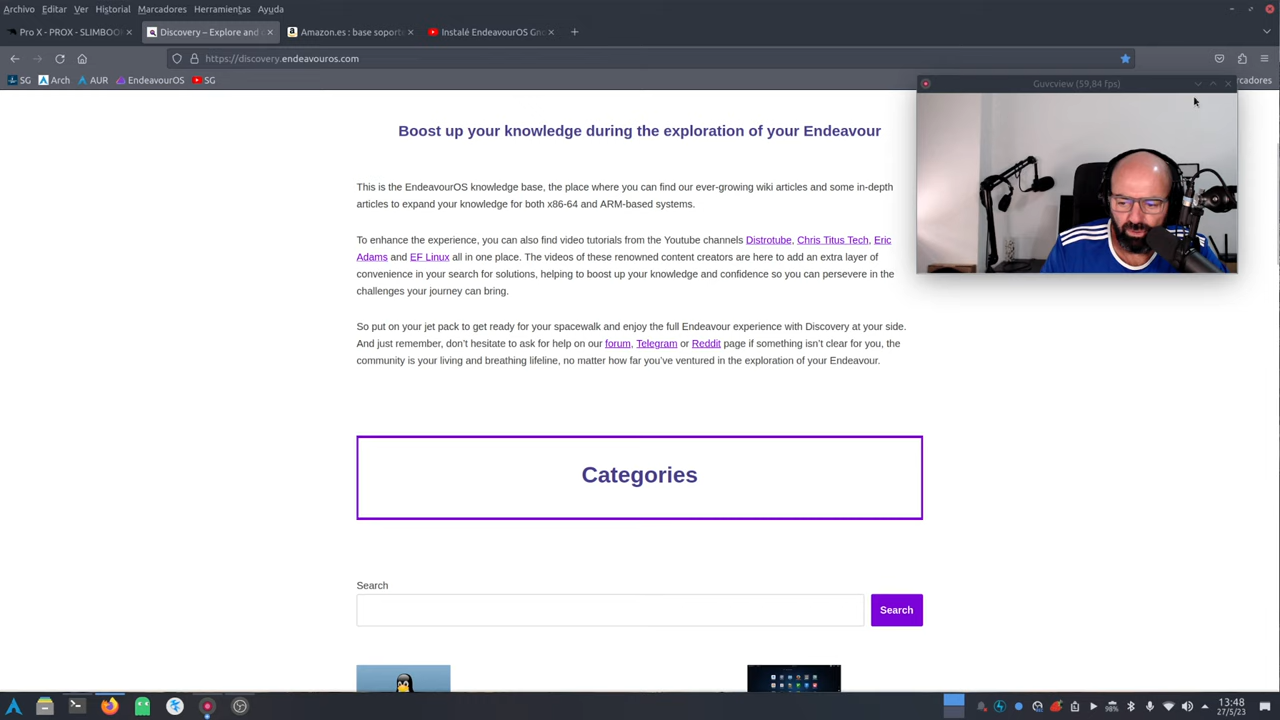 Archivo Editar Ver Historial Marcadores Herramientas Ayuda
Pro X - PROX - SLIMBOO
Discovery – Explore and
Amazon.es : base soporte
Instalé EndeavourOS Gn
https://discovery.endeavouros.com
SG Arch AUR EndeavourOS SG
rcadores
Guvcview (59,84 fps)
Boost up your knowledge during the exploration of your Endeavour
This is the EndeavourOS knowledge base, the place where you can find our ever-growing wiki articles and some in-depth
articles to expand your knowledge for both x86-64 and ARM-based systems.
To enhance the experience, you can also find video tutorials from the Youtube channels Distrotube, Chris Titus Tech, Eric
Adams and EF Linux all in one place. The videos of these renowned content creators are here to add an extra layer of
convenience in your search for solutions, helping to boost up your knowledge and confidence so you can persevere in the
challenges your journey can bring.
So put on your jet pack to get ready for your spacewalk and enjoy the full Endeavour experience with Discovery at your side.
And just remember, don't hesitate to ask for help on our forum, Telegram or Reddit page if something isn't clear for you, the
community is your living and breathing lifeline, no matter how far you've ventured in the exploration of your Endeavour.
Categories
Search
Search
98%
13:48
27/5/23